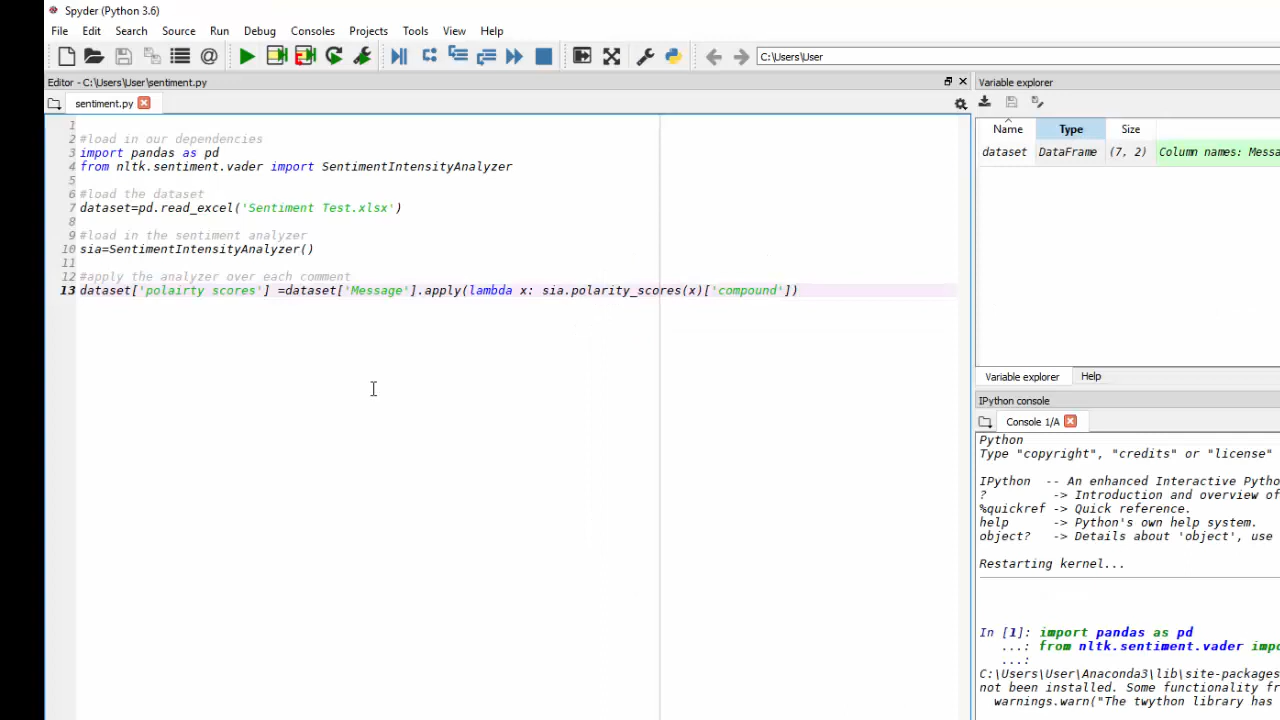 Spyder (Python 3.6)
File Edit Search Source Run Debug Consoles Projects Tools View Help
C:\Users\User
Editor - C:\Users\User\sentiment.py
sentiment.py
1
2 #load in our dependencies
3 import pandas as pd
4 from nltk.sentiment.vader import SentimentIntensityAnalyzer
5
6 #load the dataset
7 dataset=pd.read_excel('Sentiment Test.xlsx')
8
9 #load in the sentiment analyzer
10 sia=SentimentIntensityAnalyzer()
11
12 #apply the analyzer over each comment
13 dataset['polairty scores'] =dataset['Message'].apply(lambda x: sia.polarity_scores(x)['compound'])
Variable explorer
Name Type Size
dataset DataFrame (7, 2) Column names: Messa
Variable explorer Help
IPython console
Console 1/A
Python
Type "copyright", "credits" or "license"
IPython -- An enhanced Interactive Pytho
? -> Introduction and overview of
%quickref -> Quick reference.
help -> Python's own help system.
object? -> Details about 'object', use
Restarting kernel...
In [1]: import pandas as pd
...: from nltk.sentiment.vader impo
...:
C:\Users\User\Anaconda3\lib\site-packages
not been installed. Some functionality fr
warnings.warn("The twython library has